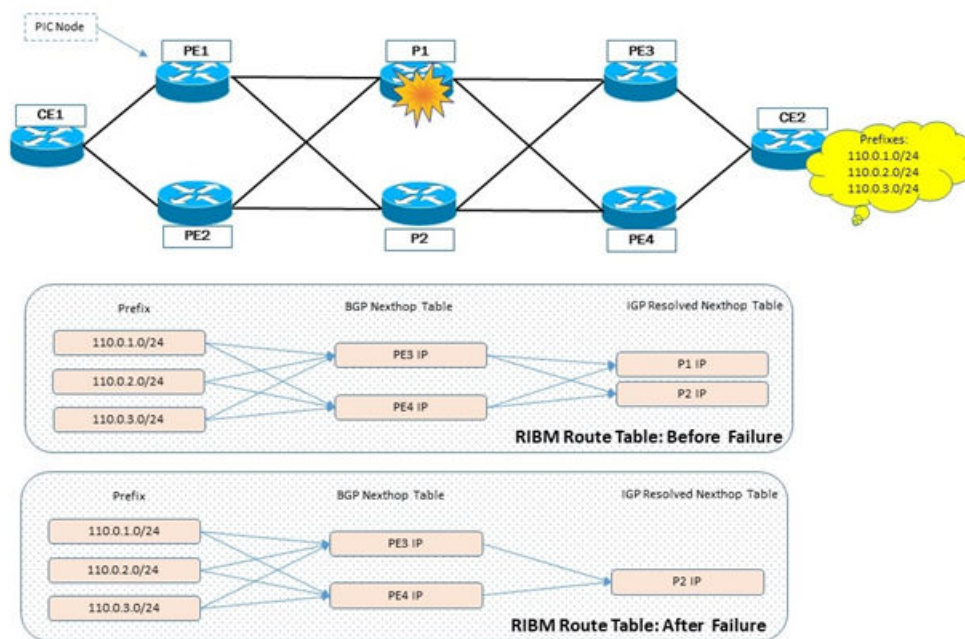 PIC Node
PE1
P1
PE3
CE1
CE2
Prefixes:
110.0.1.0/24
110.0.2.0/24
110.0.3.0/24
PE2
P2
PE4
Prefix
BGP Nexthop Table
IGP Resolved Nexthop Table
110.0.1.0/24
PE3 IP
P1 IP
110.0.2.0/24
P2 IP
PE4 IP
110.0.3.0/24
RIBM Route Table: Before Failure
Prefix
BGP Nexthop Table
IGP Resolved Nexthop Table
110.0.1.0/24
PE3 IP
110.0.2.0/24
P2 IP
PE4 IP
110.0.3.0/24
RIBM Route Table: After Failure